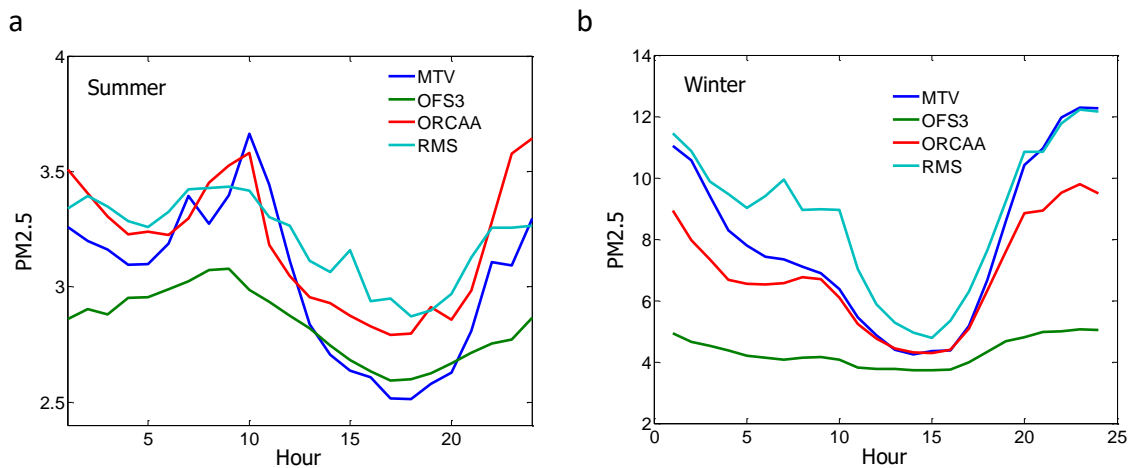 a
4
3.5
3
2.5
PM2.5
Summer
MTV
OFS3
ORCAA
RMS
5
10
15
20
Hour
b
14
12
10
8
6
4
2
PM2.5
Winter
MTV
OFS3
ORCAA
RMS
0
5
10
15
20
25
Hour